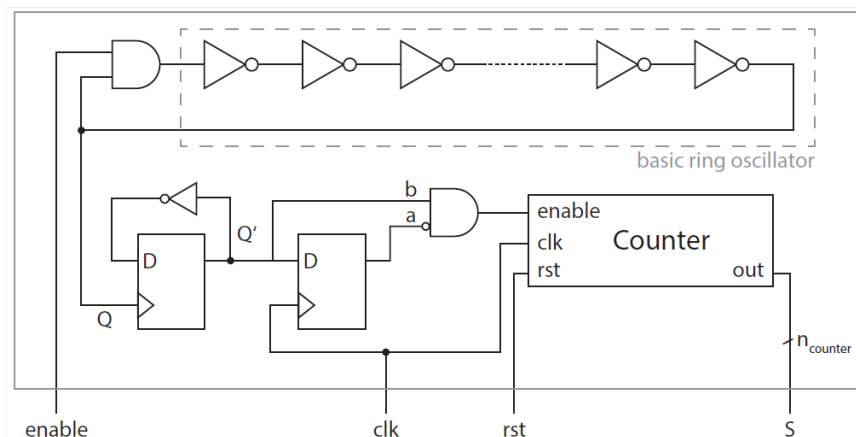 basic ring oscillator
b
a
Q'
D
D
Q
enable
clk
rst
Counter
out
n counter
enable
clk
rst
S